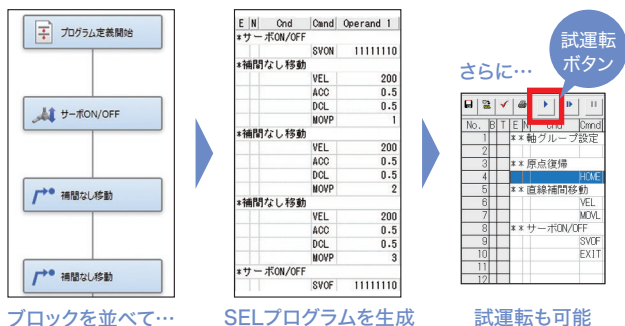 プログラム定義開始
サーボON/OFF
補間なし移動
補間なし移動
ブロックを並べて…
E N Cnd Cmnd Operand 1
*サーボON/OFF
SVON 11111110
*補間なし移動
VEL 200
ACC 0.5
DCL 0.5
MOVP 1
*補間なし移動
VEL 200
ACC 0.5
DCL 0.5
MOVP 2
*補間なし移動
VEL 200
ACC 0.5
DCL 0.5
MOVP 3
*サーボON/OFF
SVOF 11111110
SELプログラムを生成
さらに…
試運転
ボタン
No. B T E N Cnd Cmnd
1 **軸グループ設定
2
3 **原点復帰
4 HOME
5 **直線補間移動
6 VEL
7 MOVL
8 **サーボON/OFF
9 SVOF
10 EXIT
11
12
試運転も可能